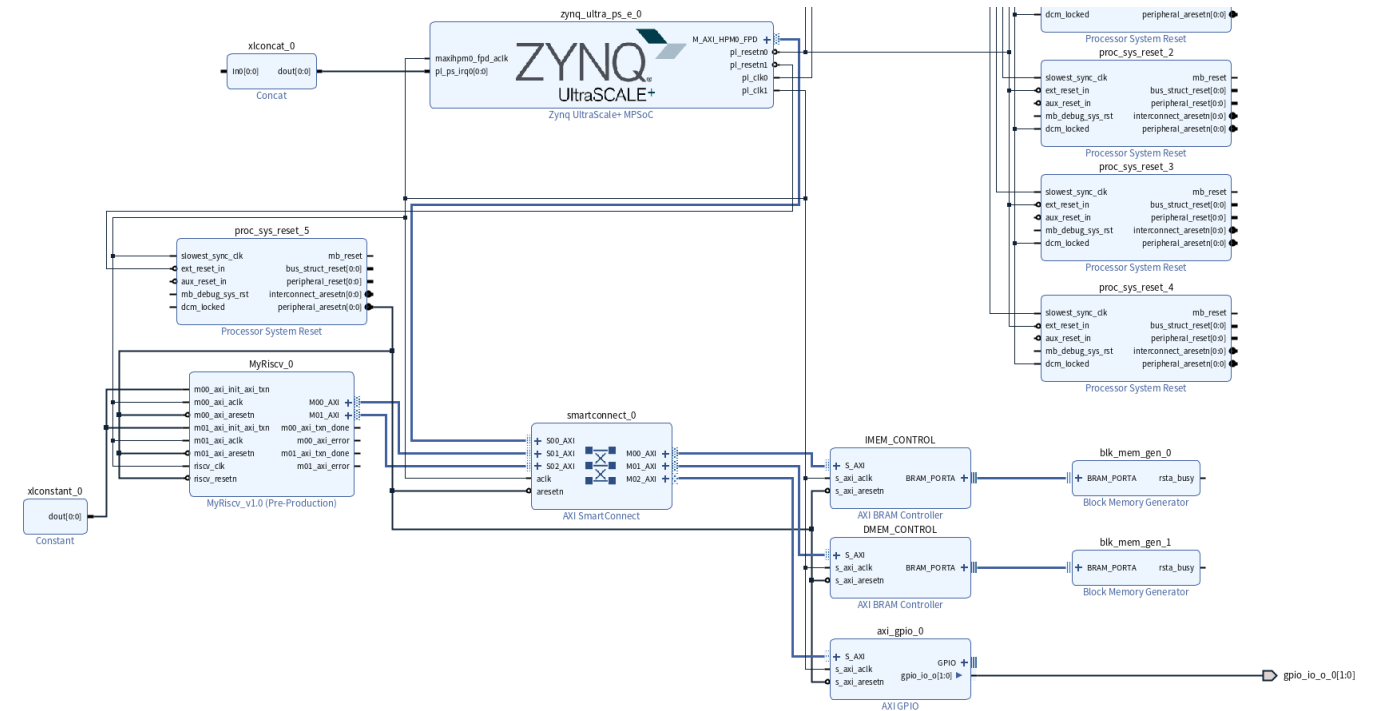 dcm_locked peripheral_aresetn[0:0]
Processor System Reset
zynq_ultra_ps_e_0
maxihpm0_fpd_aclk
pl_ps_irq0[0:0]
ZYNQ
UltraSCALE+
M_AXI_HPM0_FPD
pl_resetn0
pl_resetn1
pl_clk0
pl_clk1
Zynq UltraScale+ MPSoC
xlconcat_0
In0[0:0] dout[0:0]
Concat
proc_sys_reset_2
slowest_sync_clk mb_reset
ext_reset_in bus_struct_reset[0:0]
aux_reset_in peripheral_reset[0:0]
mb_debug_sys_rst interconnect_aresetn[0:0]
dcm_locked peripheral_aresetn[0:0]
Processor System Reset
proc_sys_reset_3
slowest_sync_clk mb_reset
ext_reset_in bus_struct_reset[0:0]
aux_reset_in peripheral_reset[0:0]
mb_debug_sys_rst interconnect_aresetn[0:0]
dcm_locked peripheral_aresetn[0:0]
Processor System Reset
proc_sys_reset_4
slowest_sync_clk mb_reset
ext_reset_in bus_struct_reset[0:0]
aux_reset_in peripheral_reset[0:0]
mb_debug_sys_rst interconnect_aresetn[0:0]
dcm_locked peripheral_aresetn[0:0]
Processor System Reset
proc_sys_reset_5
slowest_sync_clk mb_reset
ext_reset_in bus_struct_reset[0:0]
aux_reset_in peripheral_reset[0:0]
mb_debug_sys_rst interconnect_aresetn[0:0]
dcm_locked peripheral_aresetn[0:0]
Processor System Reset
MyRiscv_0
m00_axi_init_axi_txn
m00_axi_aclk M00_AXI
m00_axi_aresetn M01_AXI
m01_axi_init_axi_txn m00_axi_txn_done
m01_axi_aclk m00_axi_error
m01_axi_aresetn m01_axi_txn_done
riscv_clk m01_axi_error
riscv_resetn
MyRiscv_v1.0 (Pre-Production)
xlconstant_0
dout[0:0]
Constant
smartconnect_0
S00_AXI
S01_AXI M00_AXI
S02_AXI M01_AXI
aclk M02_AXI
aresetn
AXI SmartConnect
IMEM_CONTROL
S_AXI
s_axi_aclk BRAM_PORTA
s_axi_aresetn
AXI BRAM Controller
blk_mem_gen_0
BRAM_PORTA rsta_busy
Block Memory Generator
DMEM_CONTROL
S_AXI
s_axi_aclk BRAM_PORTA
s_axi_aresetn
AXI BRAM Controller
blk_mem_gen_1
BRAM_PORTA rsta_busy
Block Memory Generator
axi_gpio_0
S_AXI GPIO
s_axi_aclk gpio_io_o[1:0]
s_axi_aresetn
AXI GPIO
gpio_io_o_0[1:0]